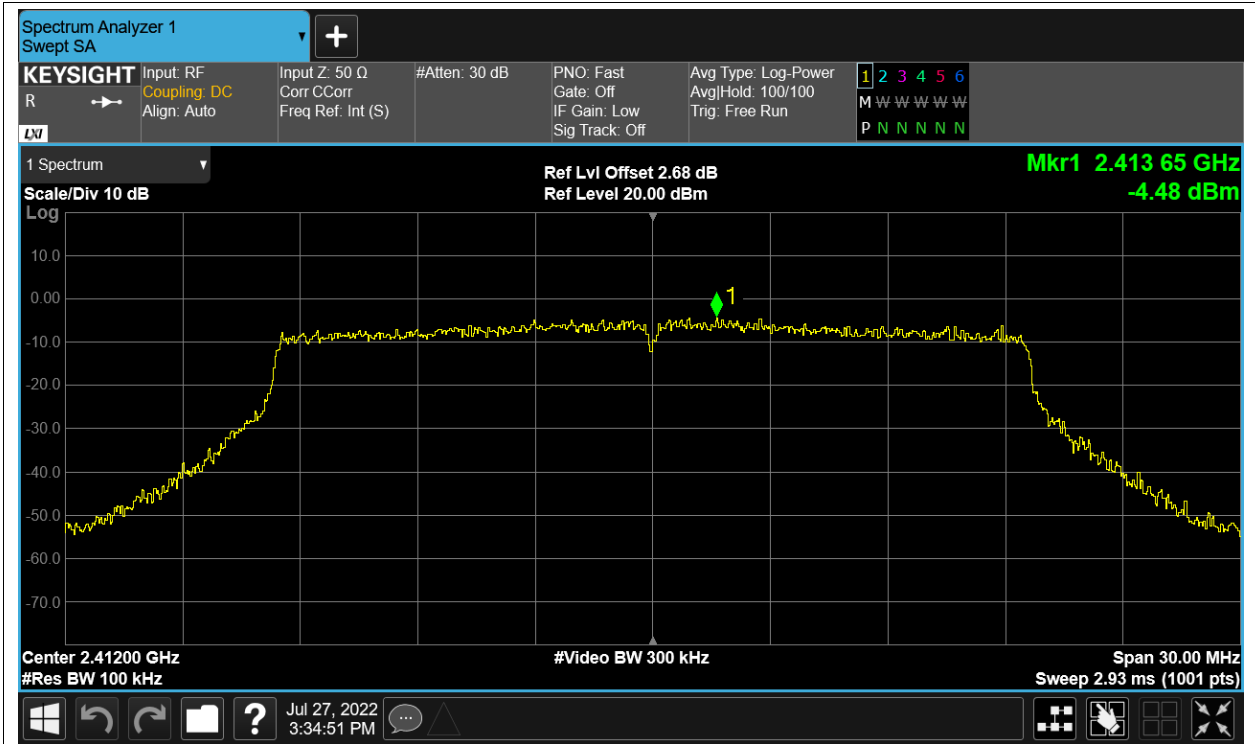 Spectrum Analyzer 1
Swept SA
KEYSIGHT
R
LXI
Input: RF
Coupling: DC
Align: Auto
Input Z: 50 Ω
Corr CCorr
Freq Ref: Int (S)
#Atten: 30 dB
PNO: Fast
Gate: Off
IF Gain: Low
Sig Track: Off
Avg Type: Log-Power
Avg|Hold: 100/100
Trig: Free Run
1 2 3 4 5 6
M W W W W W
P N N N N N
1 Spectrum
Scale/Div 10 dB
Ref Lvl Offset 2.68 dB
Ref Level 20.00 dBm
Mkr1 2.413 65 GHz
-4.48 dBm
Log
10.0
0.00
-10.0
-20.0
-30.0
-40.0
-50.0
-60.0
-70.0
1
Center 2.41200 GHz
#Video BW 300 kHz
Span 30.00 MHz
#Res BW 100 kHz
Sweep 2.93 ms (1001 pts)
?
Jul 27, 2022
3:34:51 PM